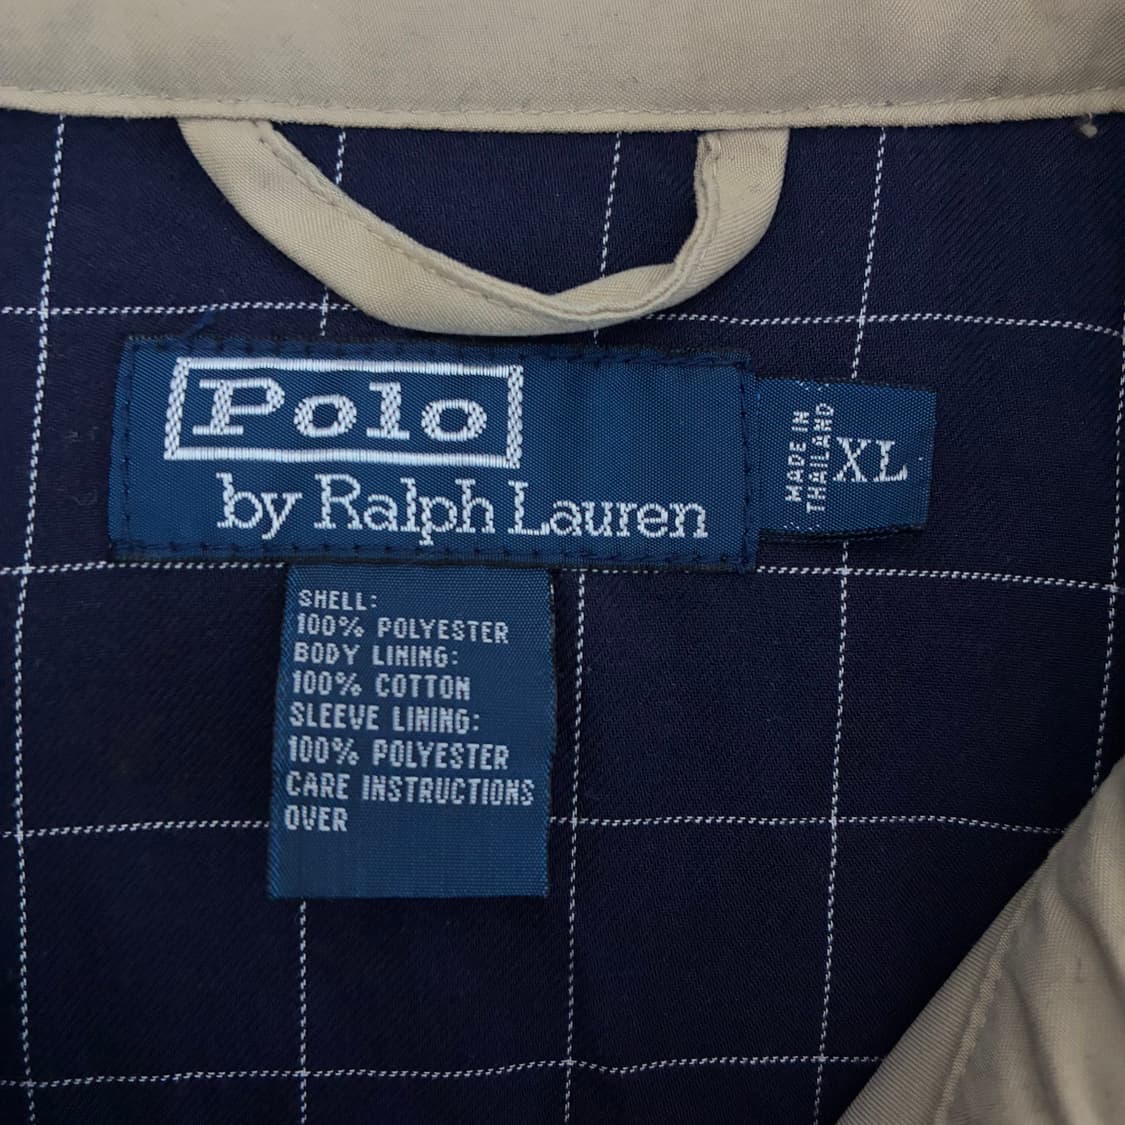 Polo
by Ralph Lauren
MADE IN
THAILAND
XL
SHELL:
100% POLYESTER
BODY LINING:
100% COTTON
SLEEVE LINING:
100% POLYESTER
CARE INSTRUCTIONS
OVER